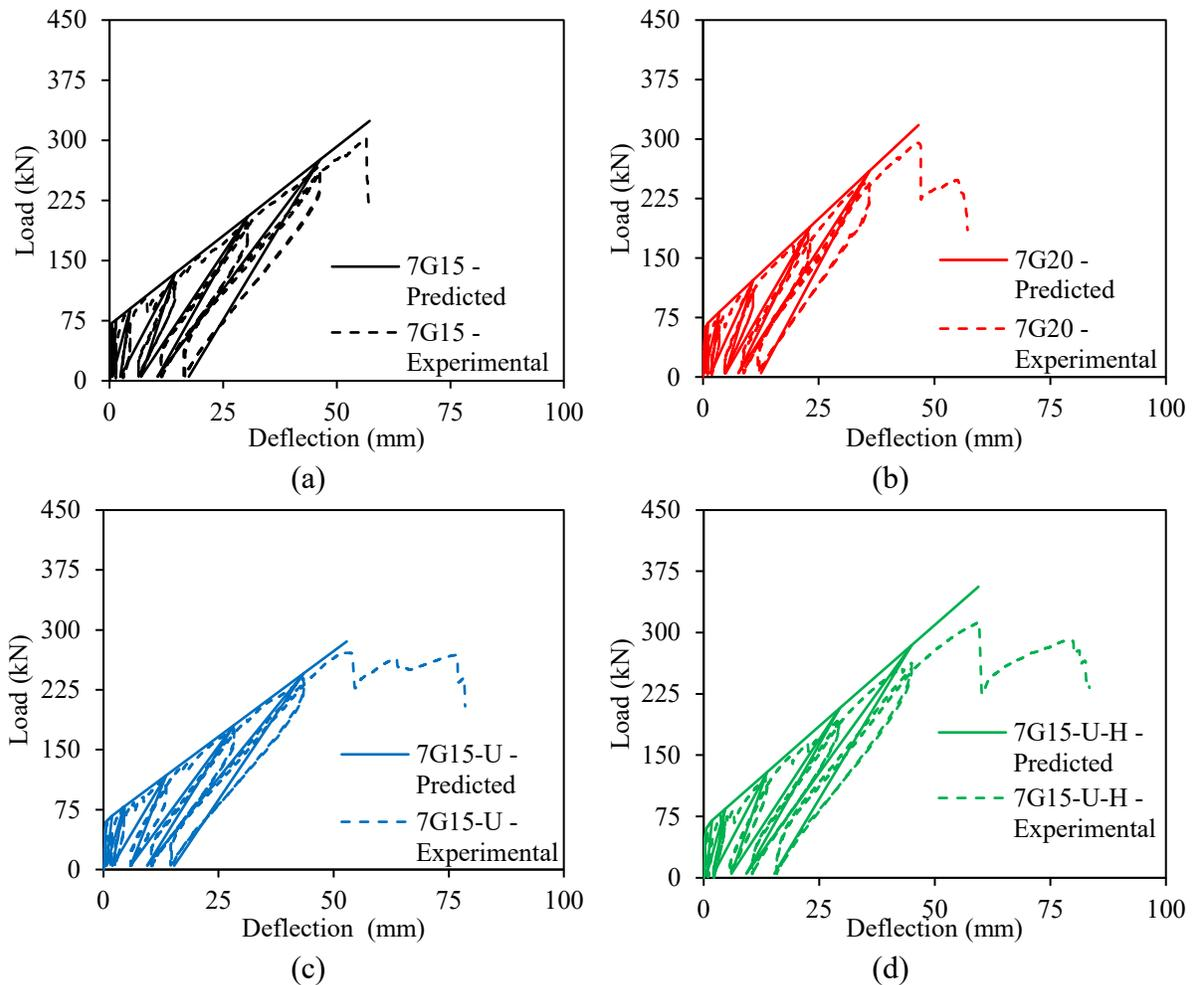 450
375
300
225
150
75
0
Load (kN)
0 25 50 75 100
Deflection (mm)
7G15 -
Predicted
7G15 -
Experimental
(a)
450
375
300
225
150
75
0
Load (kN)
0 25 50 75 100
Deflection (mm)
7G20 -
Predicted
7G20 -
Experimental
(b)
450
375
300
225
150
75
0
Load (kN)
0 25 50 75 100
Deflection (mm)
7G15-U -
Predicted
7G15-U -
Experimental
(c)
450
375
300
225
150
75
0
Load (kN)
0 25 50 75 100
Deflection (mm)
7G15-U-H -
Predicted
7G15-U-H -
Experimental
(d)